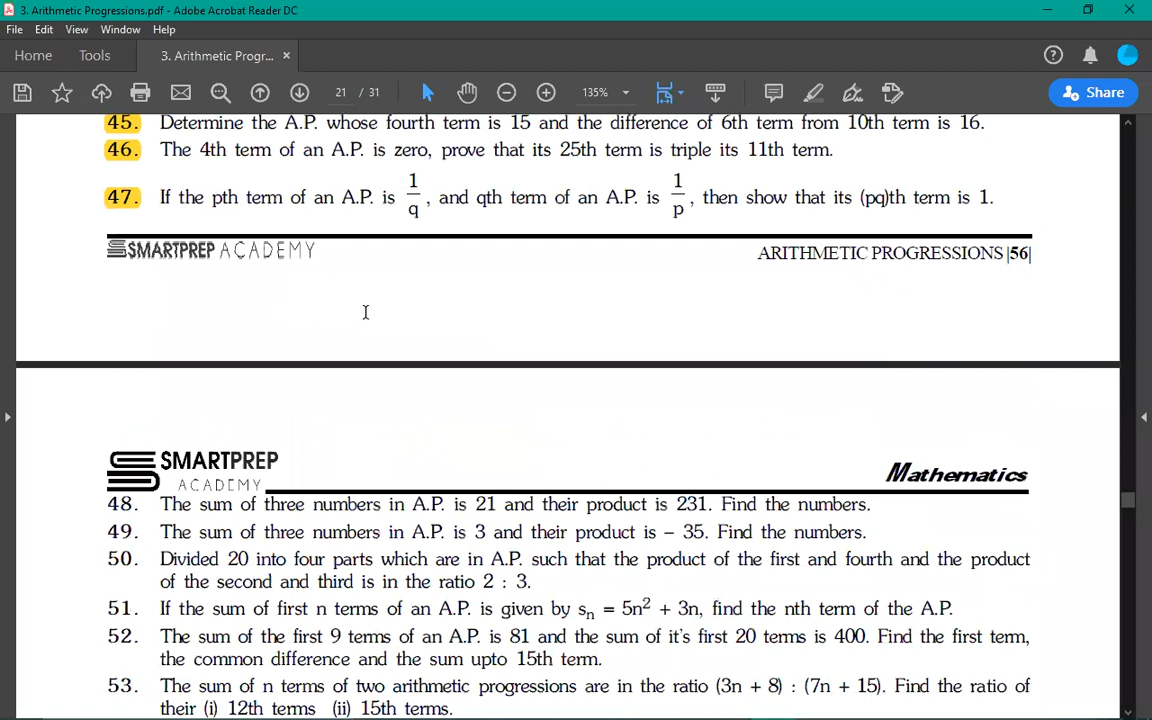 3. Arithmetic Progressions.pdf - Adobe Acrobat Reader DC
File Edit View Window Help
Home Tools 3. Arithmetic Progr... ×
21 / 31 135% Share
45. Determine the A.P. whose fourth term is 15 and the difference of 6th term from 10th term is 16.
46. The 4th term of an A.P. is zero, prove that its 25th term is triple its 11th term.
47. If the pth term of an A.P. is 1/q, and qth term of an A.P. is 1/p, then show that its (pq)th term is 1.
SMARTPREP ACADEMY ARITHMETIC PROGRESSIONS |56|
SMARTPREP
ACADEMY
Mathematics
48. The sum of three numbers in A.P. is 21 and their product is 231. Find the numbers.
49. The sum of three numbers in A.P. is 3 and their product is – 35. Find the numbers.
50. Divided 20 into four parts which are in A.P. such that the product of the first and fourth and the product
of the second and third is in the ratio 2 : 3.
51. If the sum of first n terms of an A.P. is given by sₙ = 5n² + 3n, find the nth term of the A.P.
52. The sum of the first 9 terms of an A.P. is 81 and the sum of it's first 20 terms is 400. Find the first term,
the common difference and the sum upto 15th term.
53. The sum of n terms of two arithmetic progressions are in the ratio (3n + 8) : (7n + 15). Find the ratio of
their (i) 12th terms (ii) 15th terms.